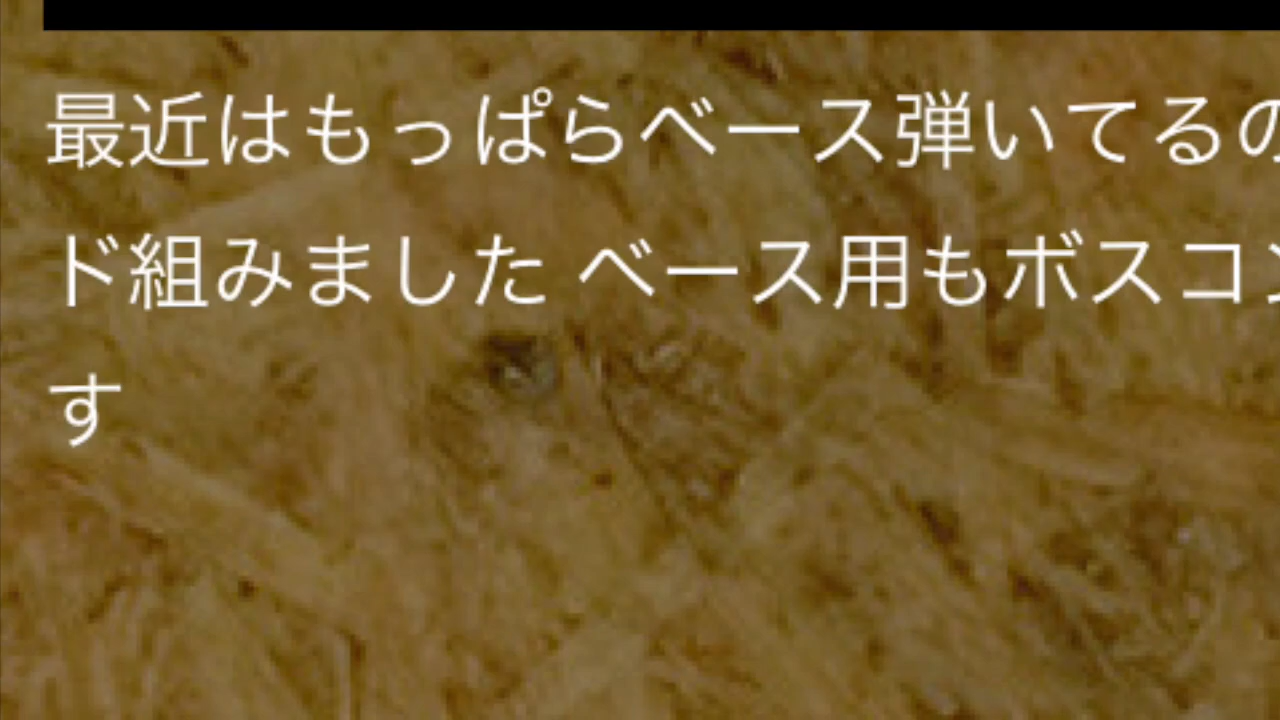 最近はもっぱらベース弾いてるの
ド組みました ベース用もボスコン
す